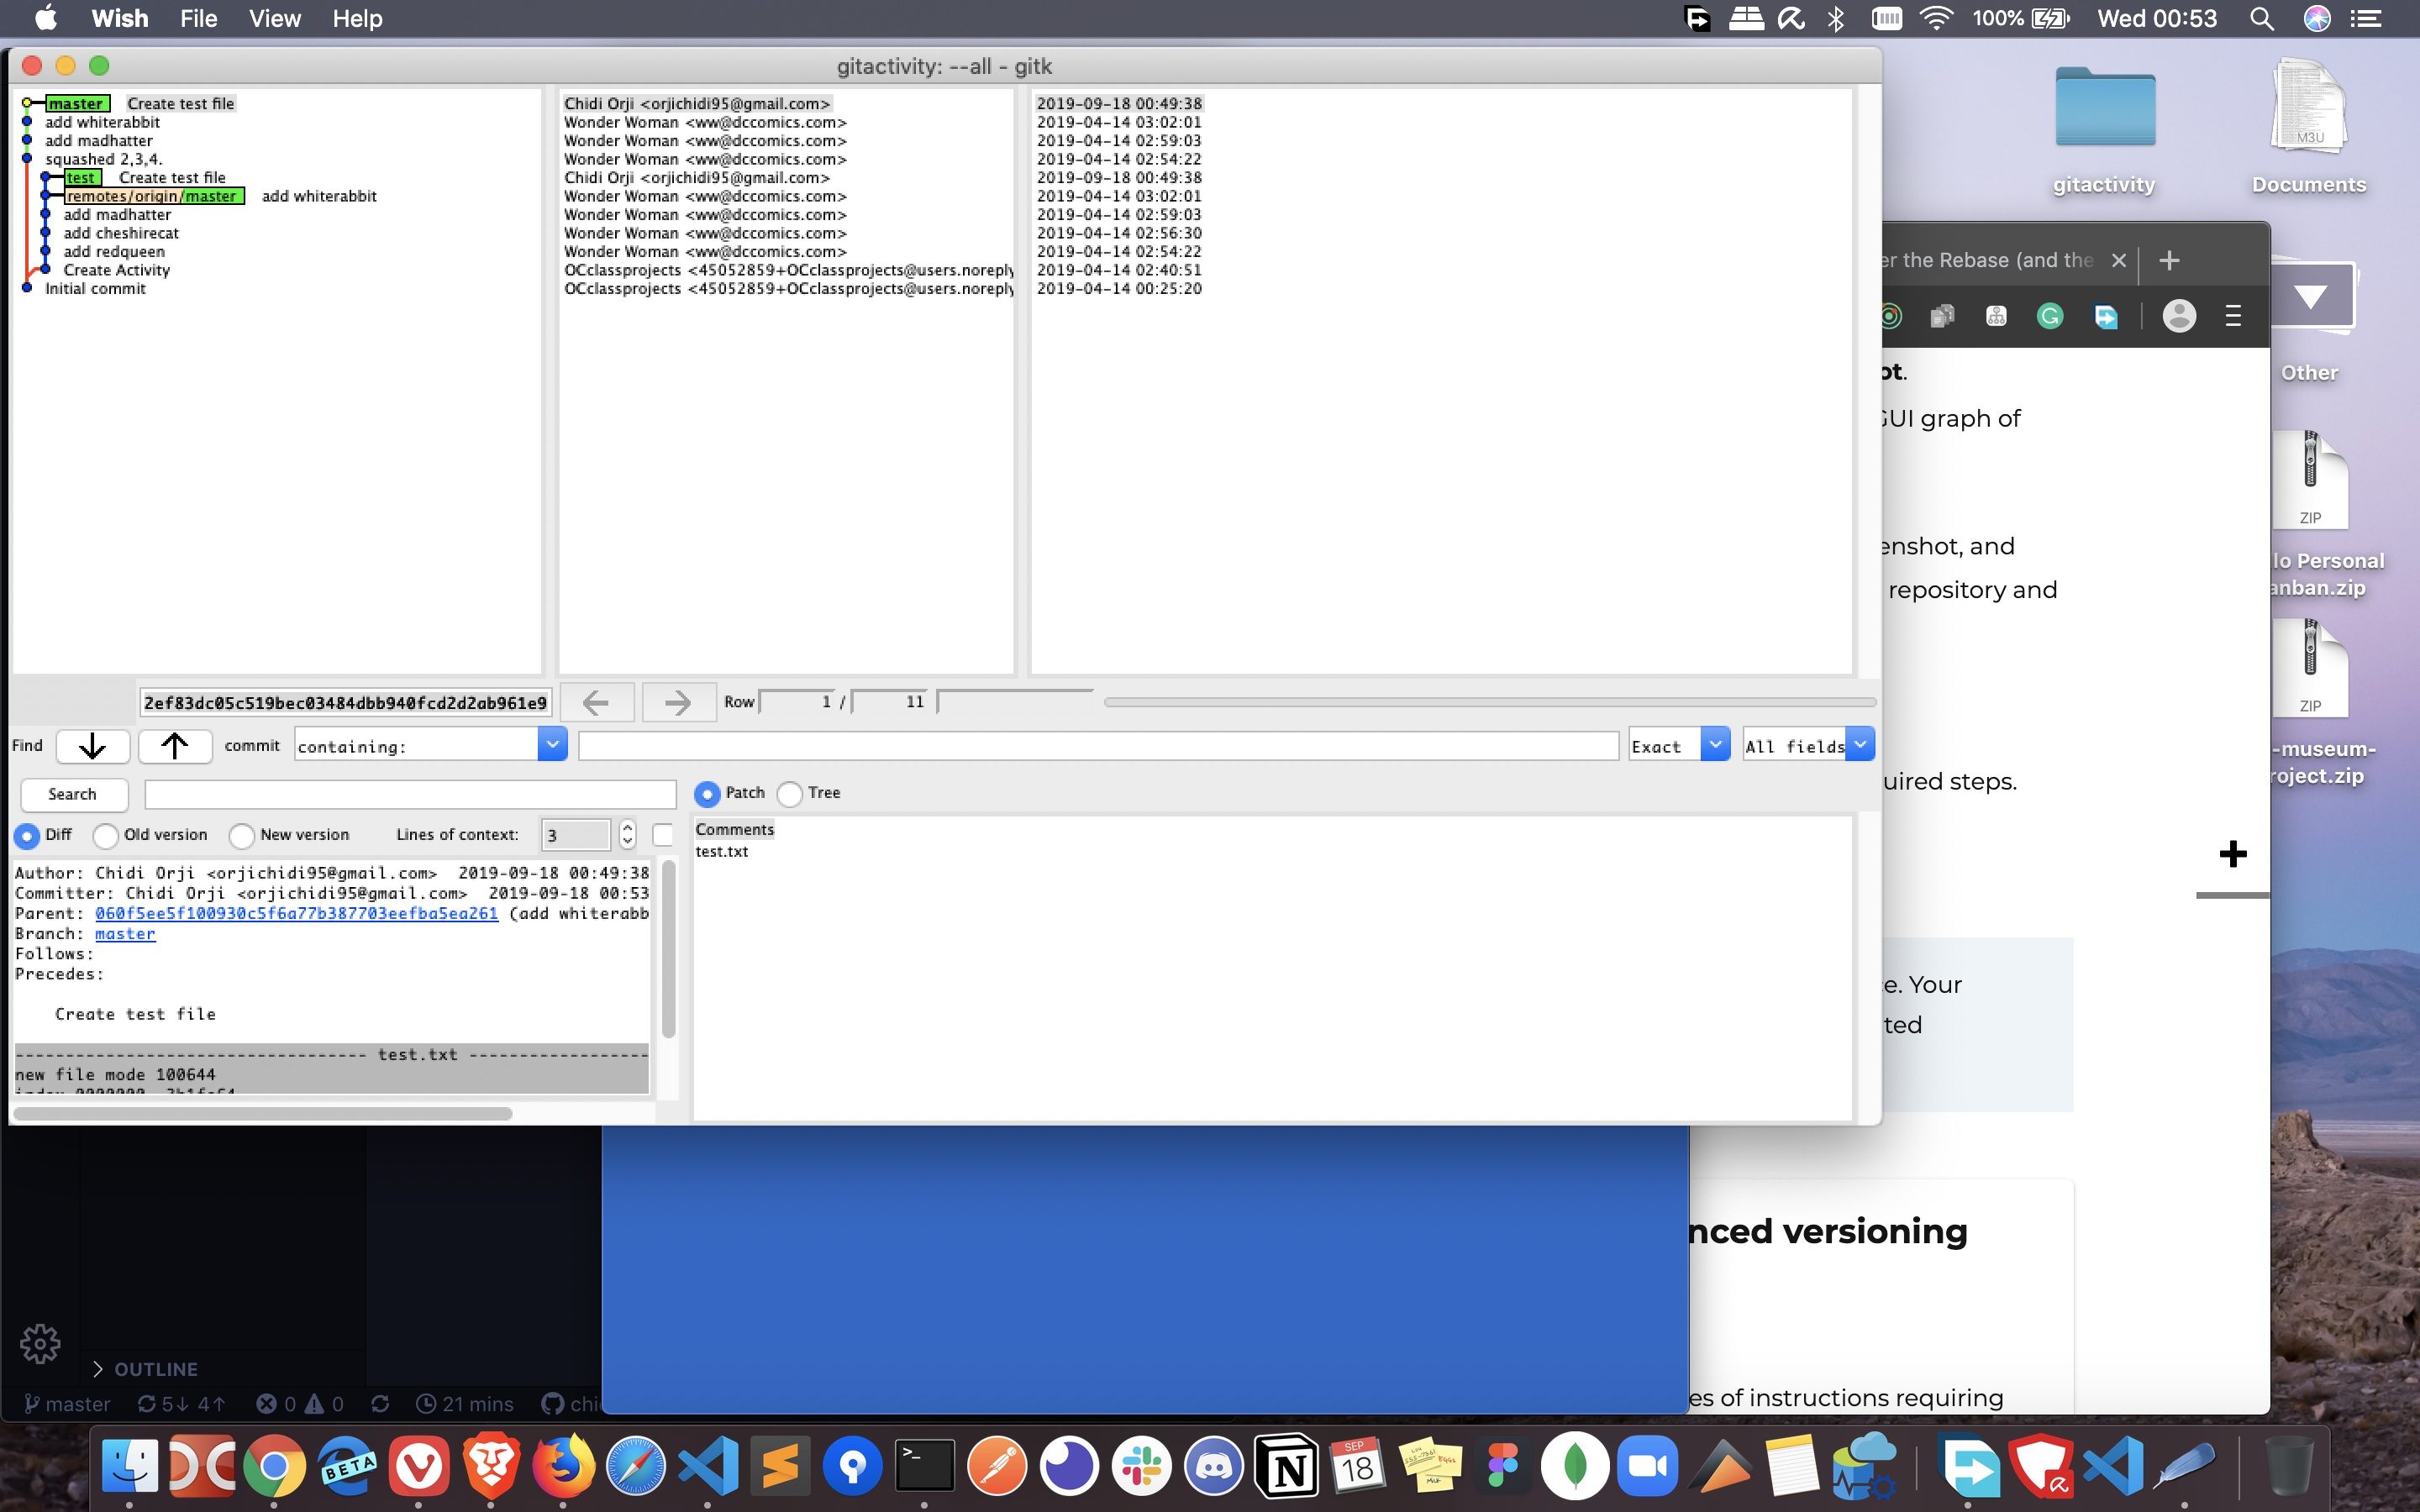 Wish File View Help 100% Wed 00:53
gitactivity: --all - gitk
master Create test file Chidi Orji <orjichidi95@gmail.com> 2019-09-18 00:49:38
add whiterabbit Wonder Woman <ww@dccomics.com> 2019-04-14 03:02:01
add madhatter Wonder Woman <ww@dccomics.com> 2019-04-14 02:59:03
squashed 2,3,4. Wonder Woman <ww@dccomics.com> 2019-04-14 02:54:22
test Create test file Chidi Orji <orjichidi95@gmail.com> 2019-09-18 00:49:38
remotes/origin/master add whiterabbit Wonder Woman <ww@dccomics.com> 2019-04-14 03:02:01
add madhatter Wonder Woman <ww@dccomics.com> 2019-04-14 02:59:03
add cheshirecat Wonder Woman <ww@dccomics.com> 2019-04-14 02:56:30
add redqueen Wonder Woman <ww@dccomics.com> 2019-04-14 02:54:22
Create Activity OCclassprojects <45052859+OCclassprojects@users.noreply 2019-04-14 02:40:51
Initial commit OCclassprojects <45052859+OCclassprojects@users.noreply 2019-04-14 00:25:20
2ef83dc05c519bec03484dbb940fcd2d2ab961e9 Row 1 / 11
Find commit containing: Exact All fields
Search Patch Tree
Diff Old version New version Lines of context: 3
Comments
test.txt
Author: Chidi Orji <orjichidi95@gmail.com> 2019-09-18 00:49:38
Committer: Chidi Orji <orjichidi95@gmail.com> 2019-09-18 00:53
Parent: 060f5ee5f100930c5f6a77b387703eefba5ea261 (add whiterabb
Branch: master
Follows:
Precedes:
Create test file
---------------------------------- test.txt ------------------
new file mode 100644
gitactivity
Documents
M3U
er the Rebase (and the
Other
ot.
GUI graph of
enshot, and
repository and
uired steps.
e. Your
ted
nced versioning
es of instructions requiring
ZIP
lo Personal
anban.zip
ZIP
-museum-
roject.zip
OUTLINE
master 5↓ 4↑ 0 0 21 mins chi
BETA
SEP
18